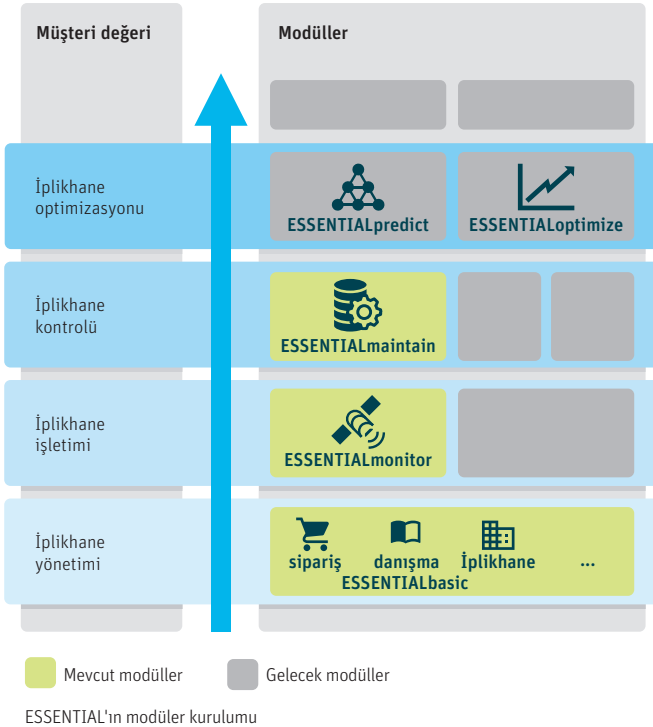 Müşteri değeri
Modüller
İplikhane
optimizasyonu
ESSENTIALpredict
ESSENTIALoptimize
İplikhane
kontrolü
ESSENTIALmaintain
İplikhane
işletimi
ESSENTIALmonitor
İplikhane
yönetimi
sipariş danışma İplikhane ...
ESSENTIALbasic
Mevcut modüller
Gelecek modüller
ESSENTIAL'ın modüler kurulumu